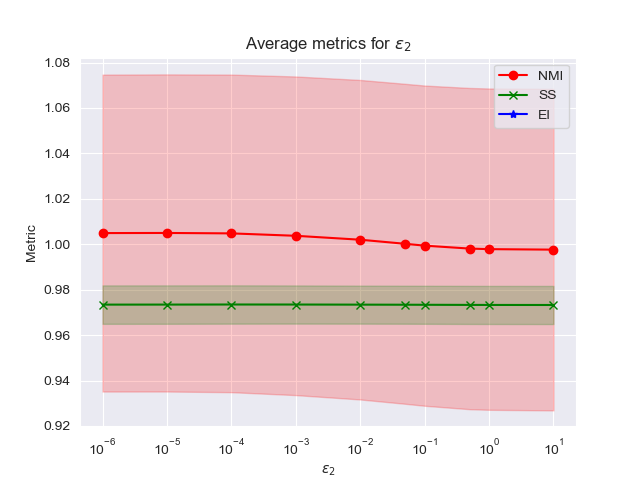 Average metrics for ε₂
NMI
SS
EI
Metric
1.08
1.06
1.04
1.02
1.00
0.98
0.96
0.94
0.92
10⁻⁶ 10⁻⁵ 10⁻⁴ 10⁻³ 10⁻² 10⁻¹ 10⁰ 10¹
ε₂